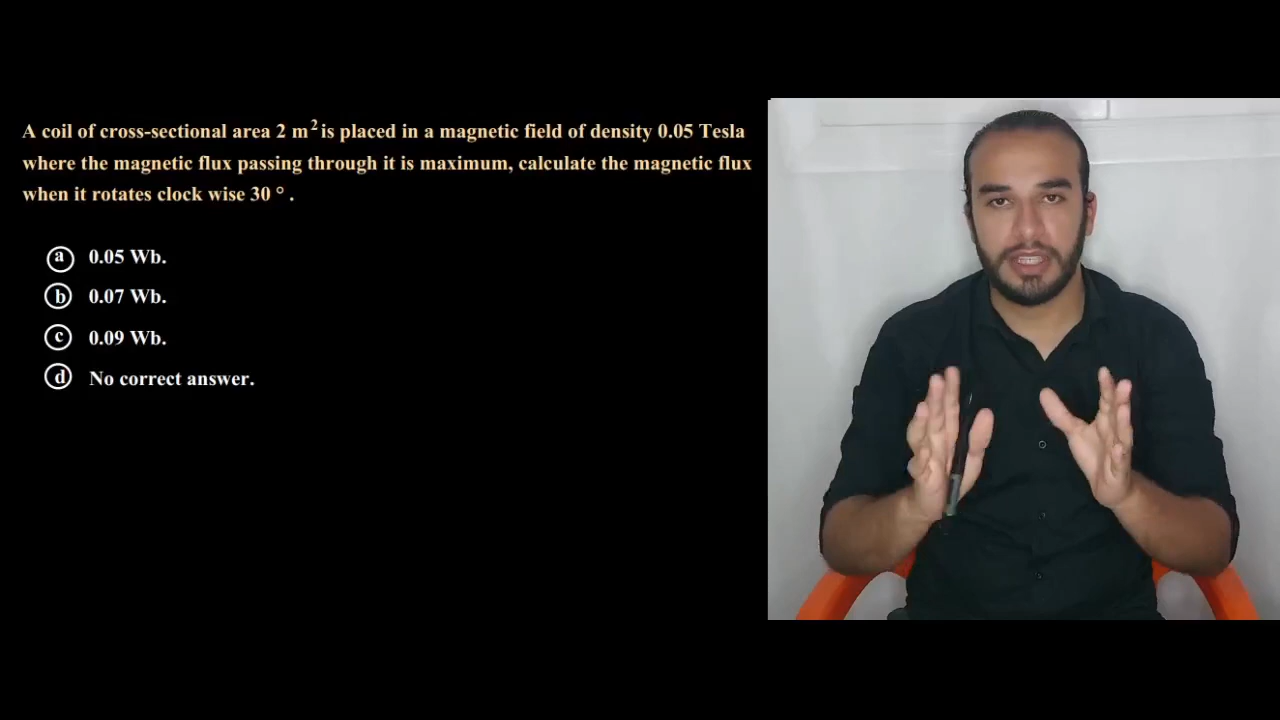 A coil of cross-sectional area 2 m² is placed in a magnetic field of density 0.05 Tesla
where the magnetic flux passing through it is maximum, calculate the magnetic flux
when it rotates clock wise 30 ° .
a 0.05 Wb.
b 0.07 Wb.
c 0.09 Wb.
d No correct answer.